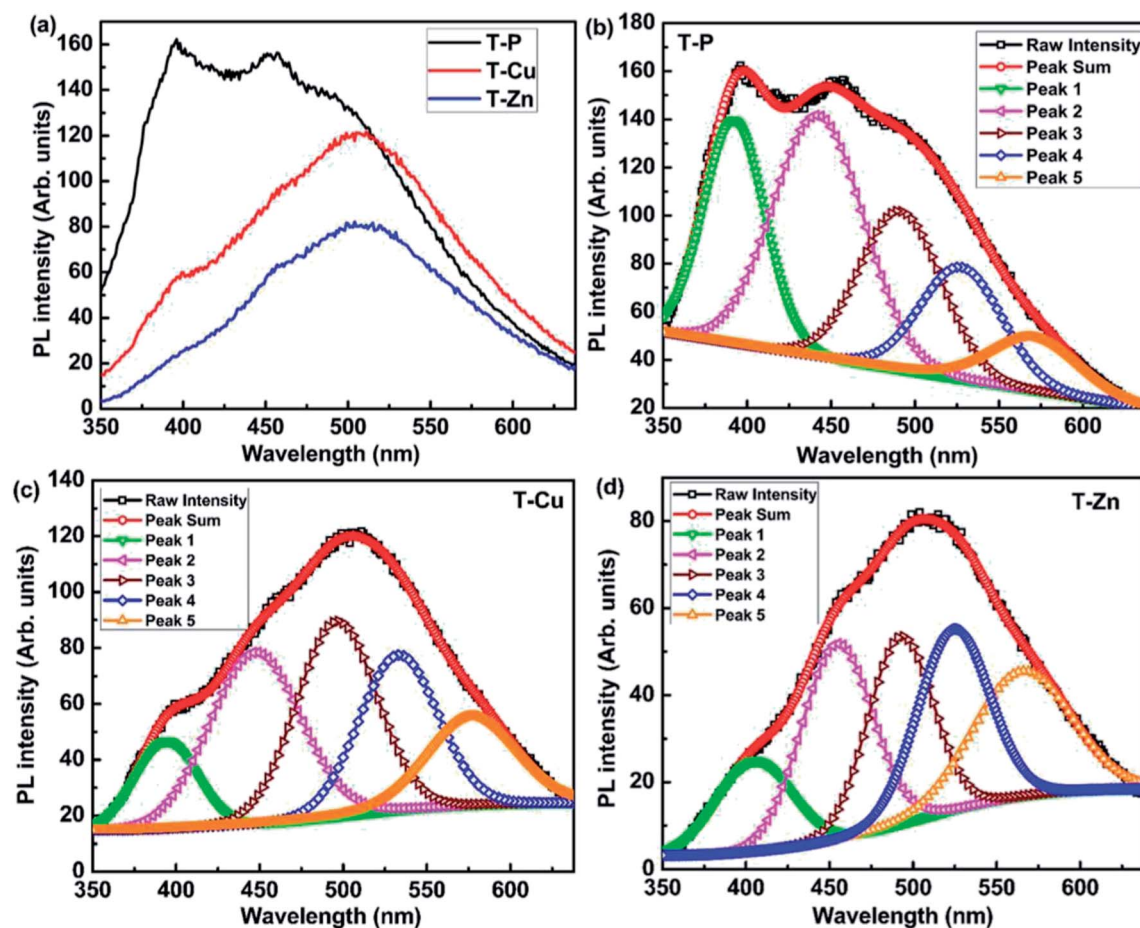 (a)
T-P
T-Cu
T-Zn
160
140
120
100
80
60
40
20
0
350 400 450 500 550 600
PL intensity (Arb. units)
Wavelength (nm)
(b)
T-P
Raw Intensity
Peak Sum
Peak 1
Peak 2
Peak 3
Peak 4
Peak 5
180
160
140
120
100
80
60
40
20
350 400 450 500 550 600
PL intensity (Arb. units)
Wavelength (nm)
(c)
T-Cu
Raw Intensity
Peak Sum
Peak 1
Peak 2
Peak 3
Peak 4
Peak 5
140
120
100
80
60
40
20
0
350 400 450 500 550 600
PL intensity (Arb. units)
Wavelength (nm)
(d)
T-Zn
Raw Intensity
Peak Sum
Peak 1
Peak 2
Peak 3
Peak 4
Peak 5
80
60
40
20
0
350 400 450 500 550 600
PL intensity (Arb. units)
Wavelength (nm)